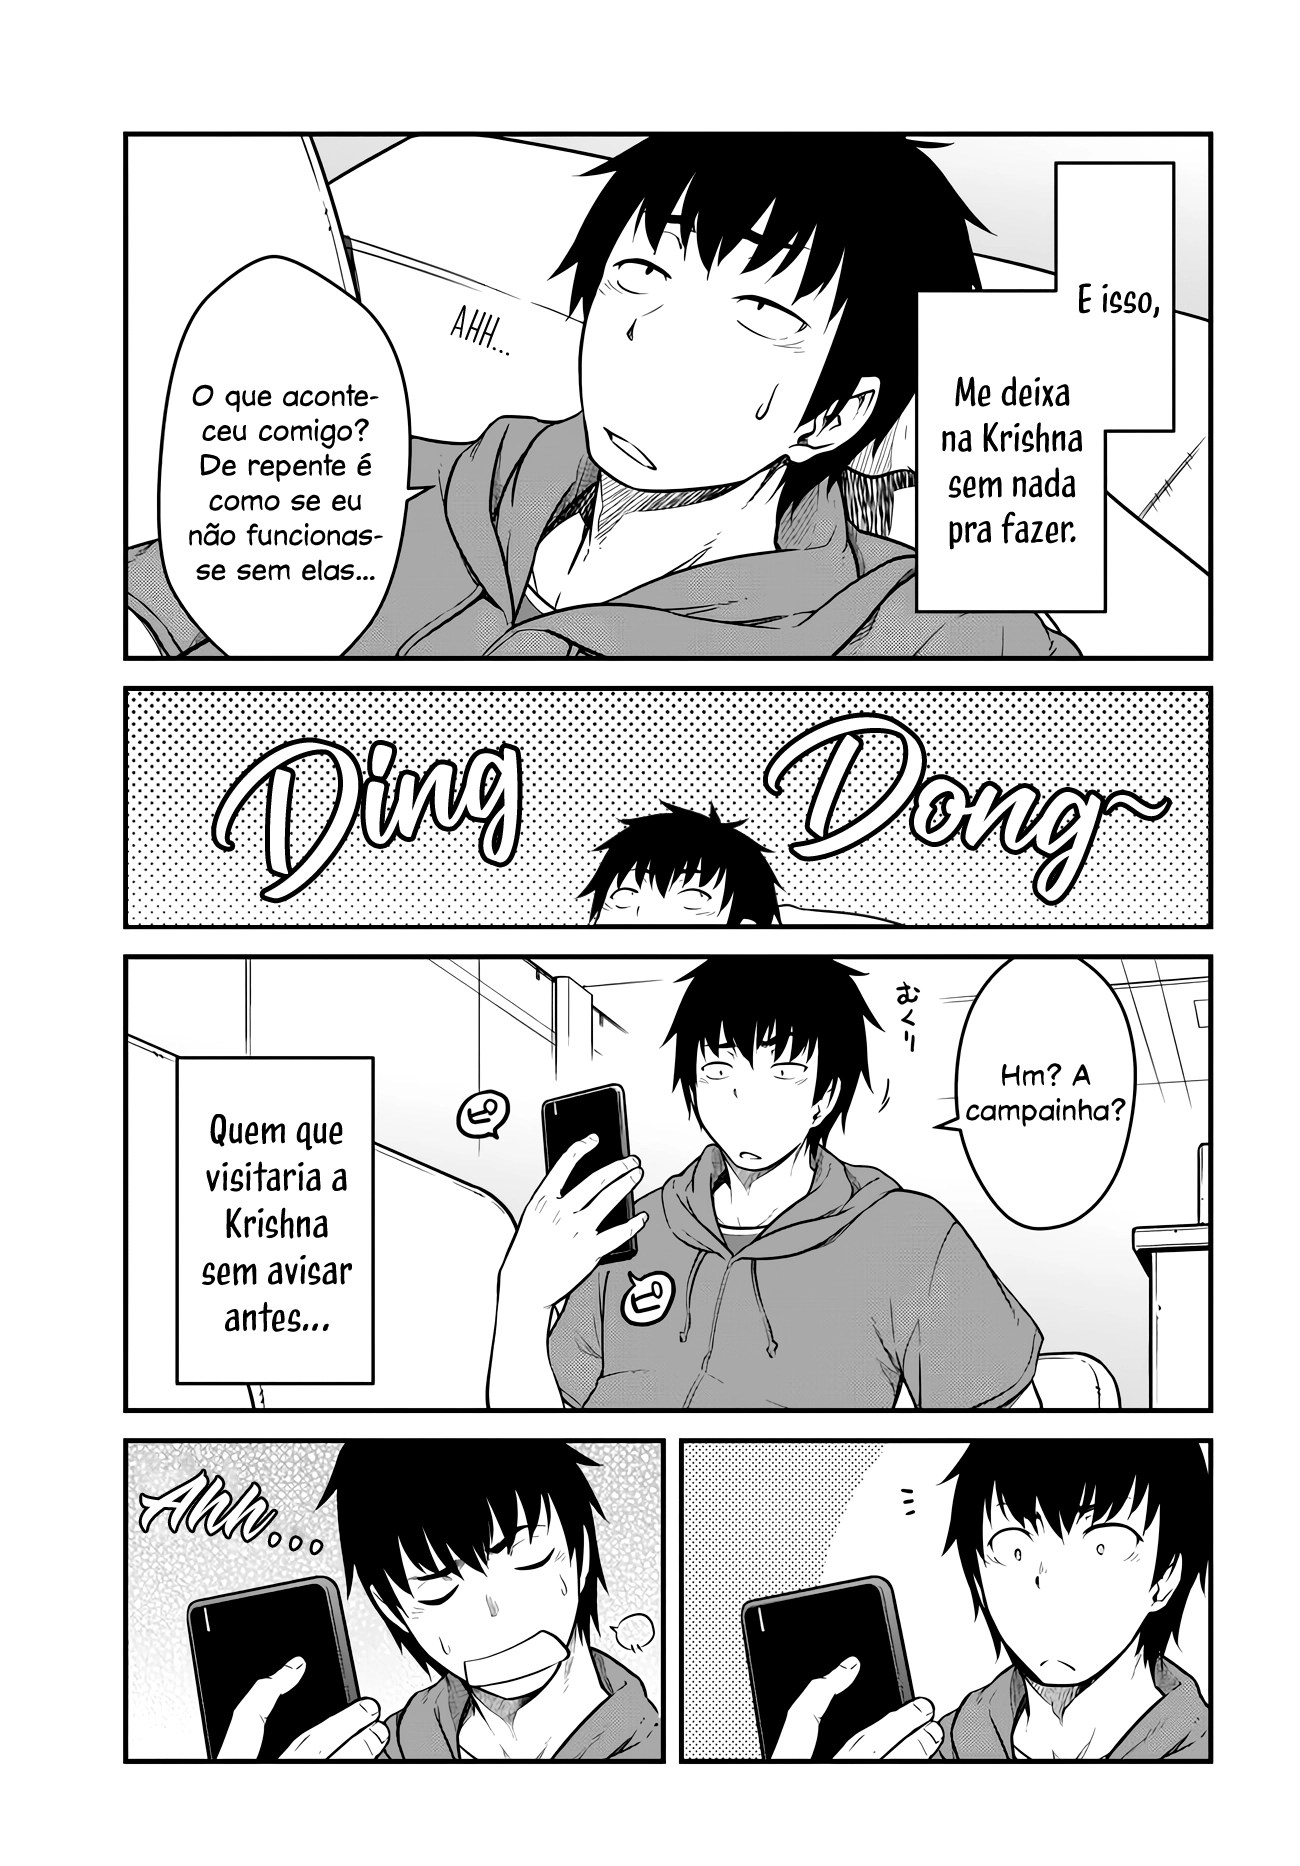 E isso,
Me deixa
na Krishna
sem nada
pra fazer.
AHH...
O que aconte-
ceu comigo?
De repente é
como se eu
não funcionas-
se sem elas...
Ding Dong~
Hm? A
campainha?
むくり
ピ
ピ
Quem que
visitaria a
Krishna
sem avisar
antes...
Ahh...